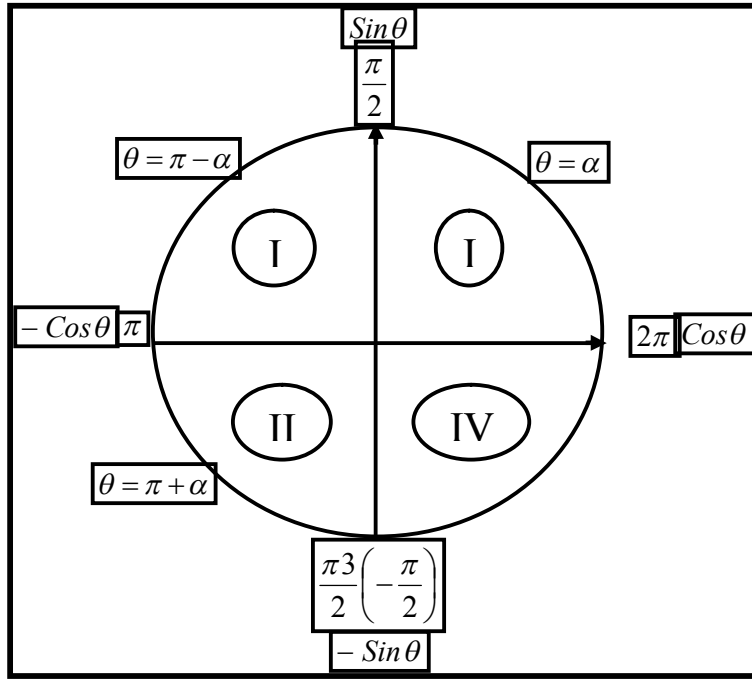 Sinθ
π/2
θ = π − α
θ = α
I
I
− Cosθ π
2π Cosθ
II
IV
θ = π + α
π3/2 (− π/2)
− Sinθ